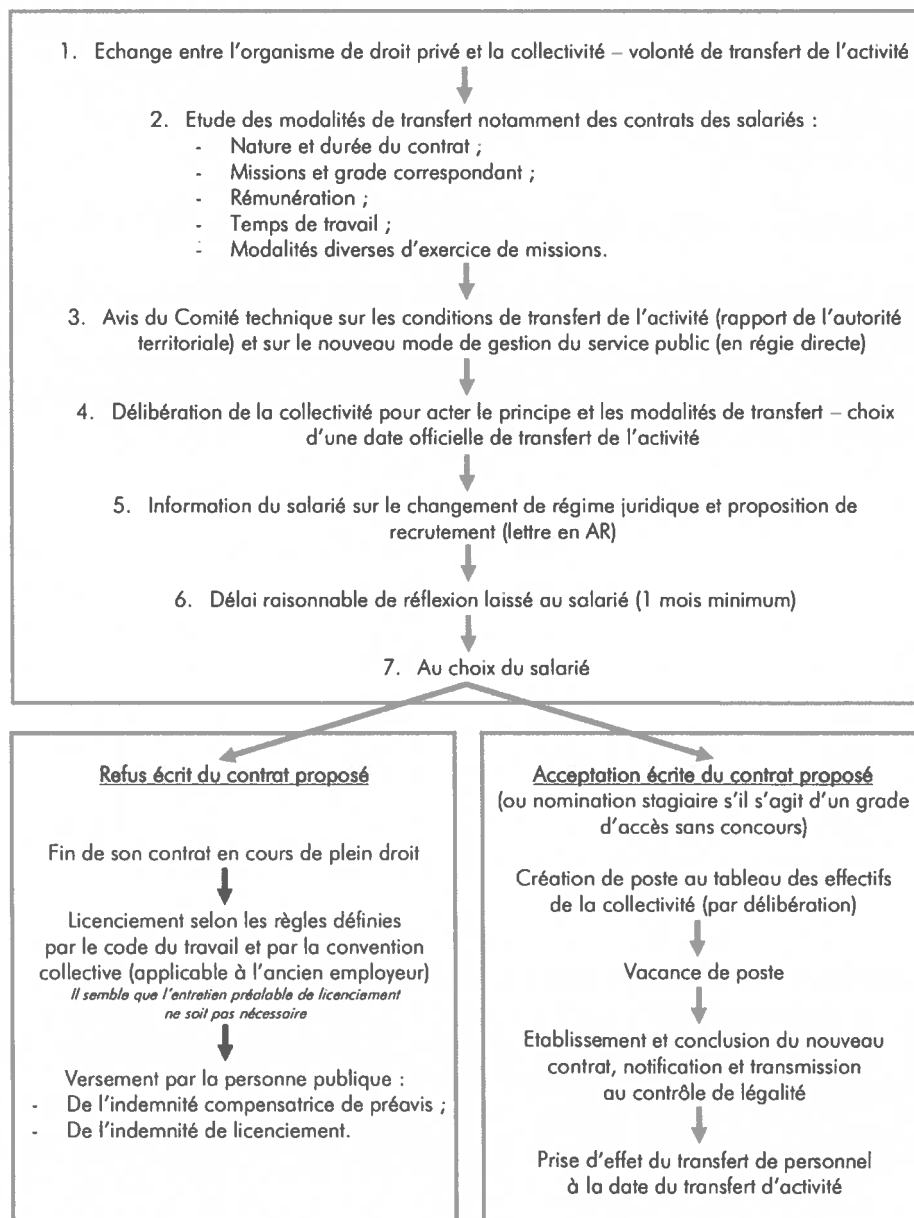 1. Echange entre l'organisme de droit privé et la collectivité – volonté de transfert de l'activité
2. Etude des modalités de transfert notamment des contrats des salariés :
- Nature et durée du contrat ;
- Missions et grade correspondant ;
- Rémunération ;
- Temps de travail ;
- Modalités diverses d'exercice de missions.
3. Avis du Comité technique sur les conditions de transfert de l'activité (rapport de l'autorité
territoriale) et sur le nouveau mode de gestion du service public (en régie directe)
4. Délibération de la collectivité pour acter le principe et les modalités de transfert – choix
d'une date officielle de transfert de l'activité
5. Information du salarié sur le changement de régime juridique et proposition de
recrutement (lettre en AR)
6. Délai raisonnable de réflexion laissé au salarié (1 mois minimum)
7. Au choix du salarié
Refus écrit du contrat proposé
Fin de son contrat en cours de plein droit
Licenciement selon les règles définies
par le code du travail et par la convention
collective (applicable à l'ancien employeur)
Il semble que l'entretien préalable de licenciement
ne soit pas nécessaire
Versement par la personne publique :
- De l'indemnité compensatrice de préavis ;
- De l'indemnité de licenciement.
Acceptation écrite du contrat proposé
(ou nomination stagiaire s'il s'agit d'un grade
d'accès sans concours)
Création de poste au tableau des effectifs
de la collectivité (par délibération)
Vacance de poste
Etablissement et conclusion du nouveau
contrat, notification et transmission
au contrôle de légalité
Prise d'effet du transfert de personnel
à la date du transfert d'activité